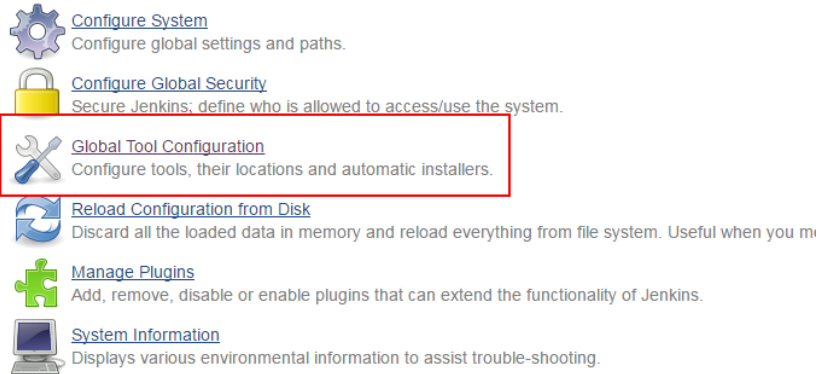 Configure System
Configure global settings and paths.
Configure Global Security
Secure Jenkins; define who is allowed to access/use the system.
Global Tool Configuration
Configure tools, their locations and automatic installers.
Reload Configuration from Disk
Discard all the loaded data in memory and reload everything from file system. Useful when you
Manage Plugins
Add, remove, disable or enable plugins that can extend the functionality of Jenkins.
System Information
Displays various environmental information to assist trouble-shooting.